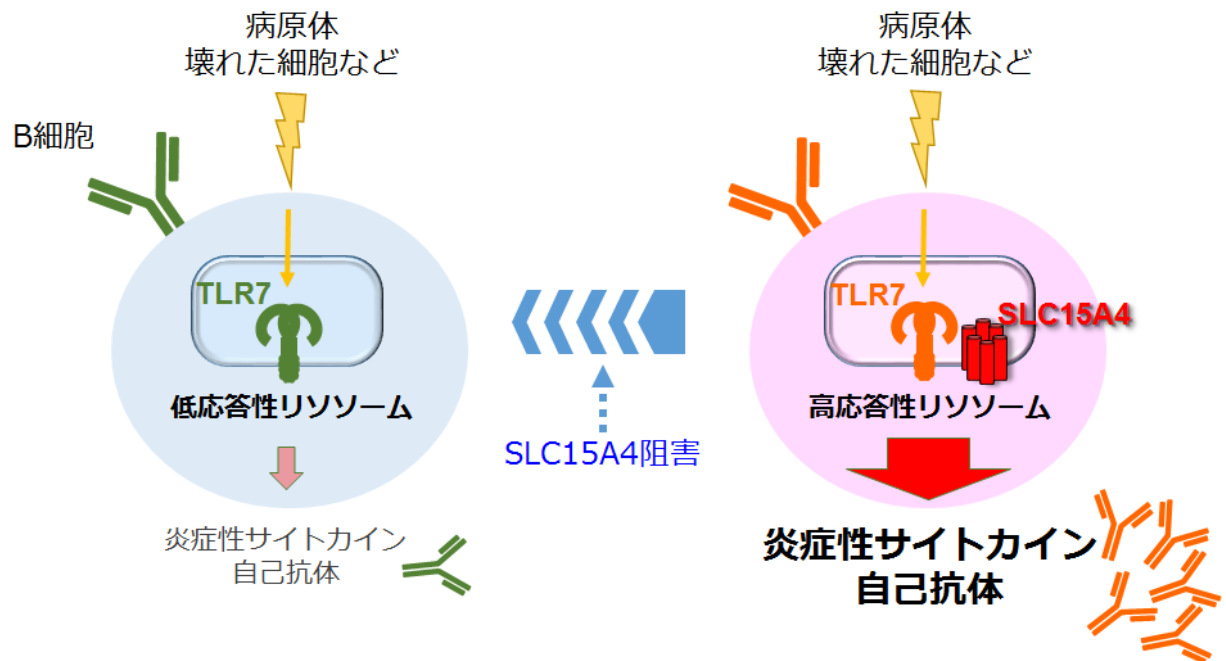 病原体
壊れた細胞など
B細胞
TLR7
低応答性リソソーム
炎症性サイトカイン
自己抗体
SLC15A4阻害
病原体
壊れた細胞など
TLR7
SLC15A4
高応答性リソソーム
炎症性サイトカイン
自己抗体